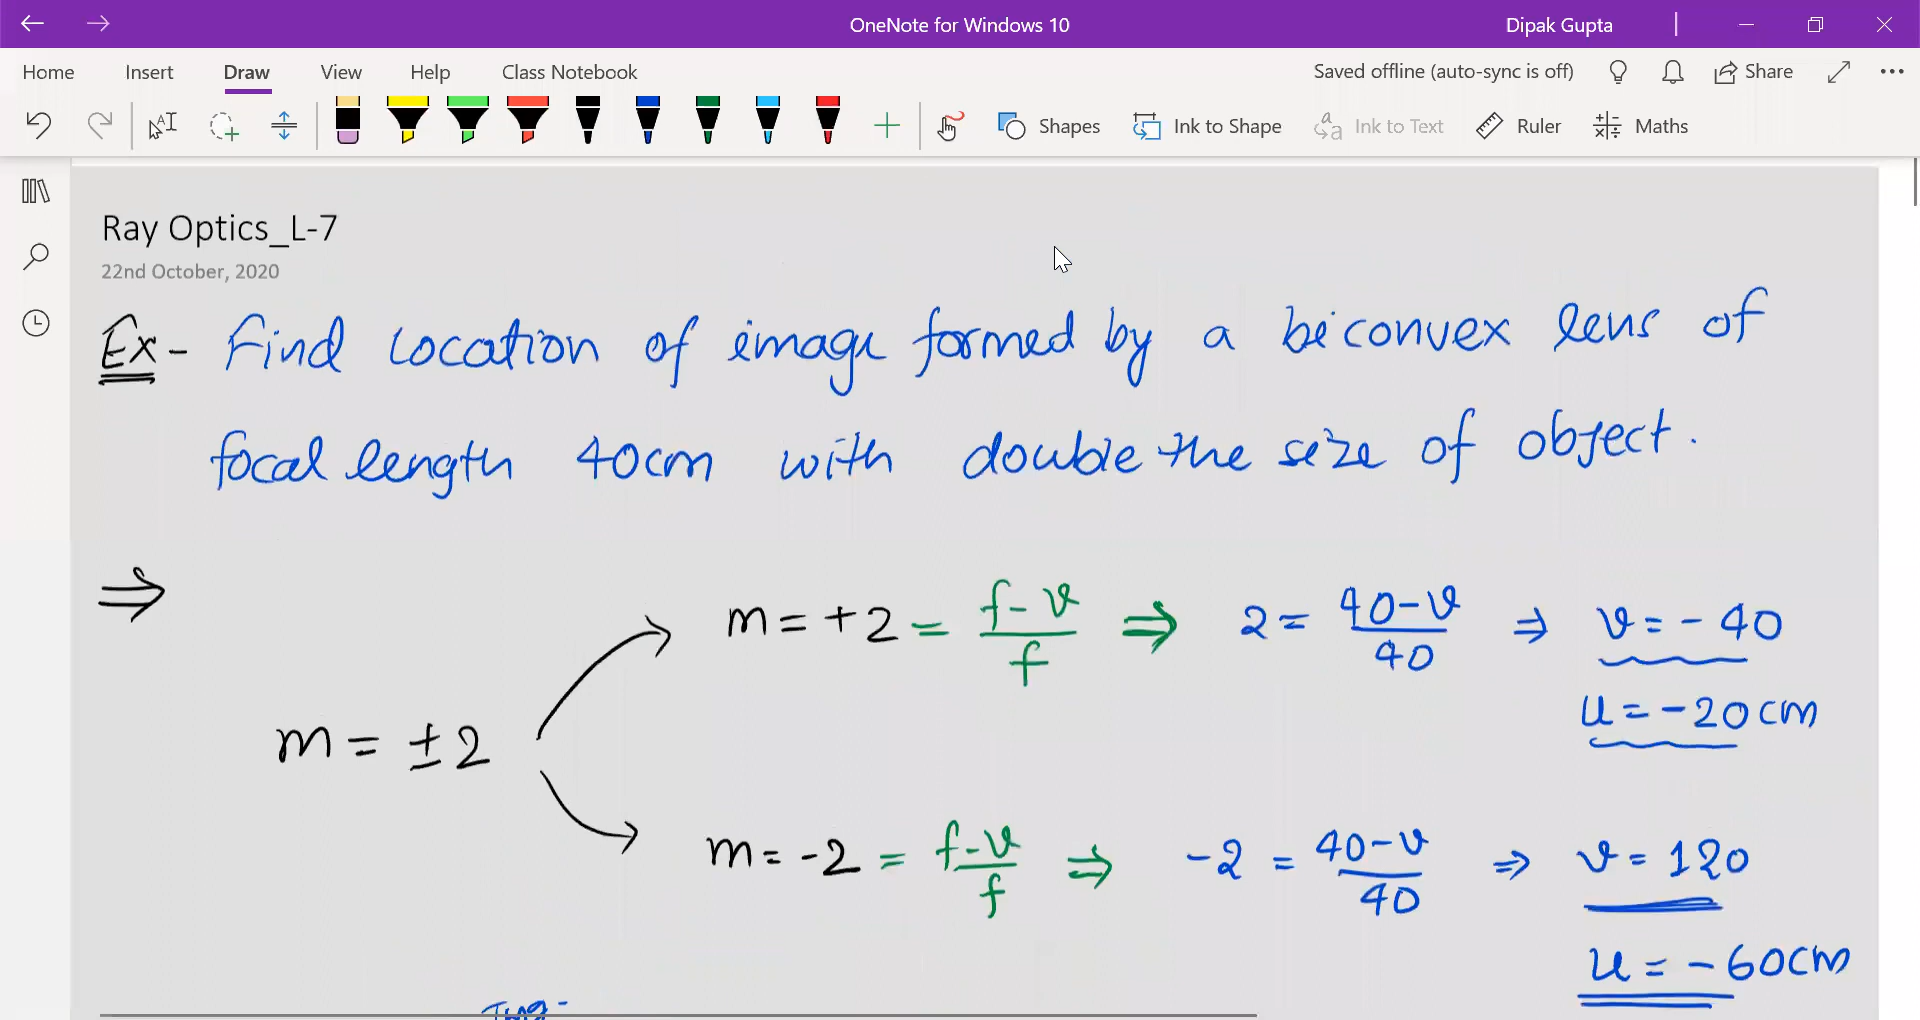 OneNote for Windows 10
Dipak Gupta
Home Insert Draw View Help Class Notebook
Saved offline (auto-sync is off) Share
Shapes Ink to Shape Ink to Text Ruler Maths
Ray Optics_L-7
22nd October, 2020
Ex - Find Location of image formed by a biconvex lens of
focal length 40cm with double the size of object.
⇒
m = +2 = (f-v)/f ⇒ 2 = (40-v)/40 ⇒ v = -40
u = -20cm
m = ±2
m = -2 = (f-v)/f ⇒ -2 = (40-v)/40 ⇒ v = 120
u = -60cm